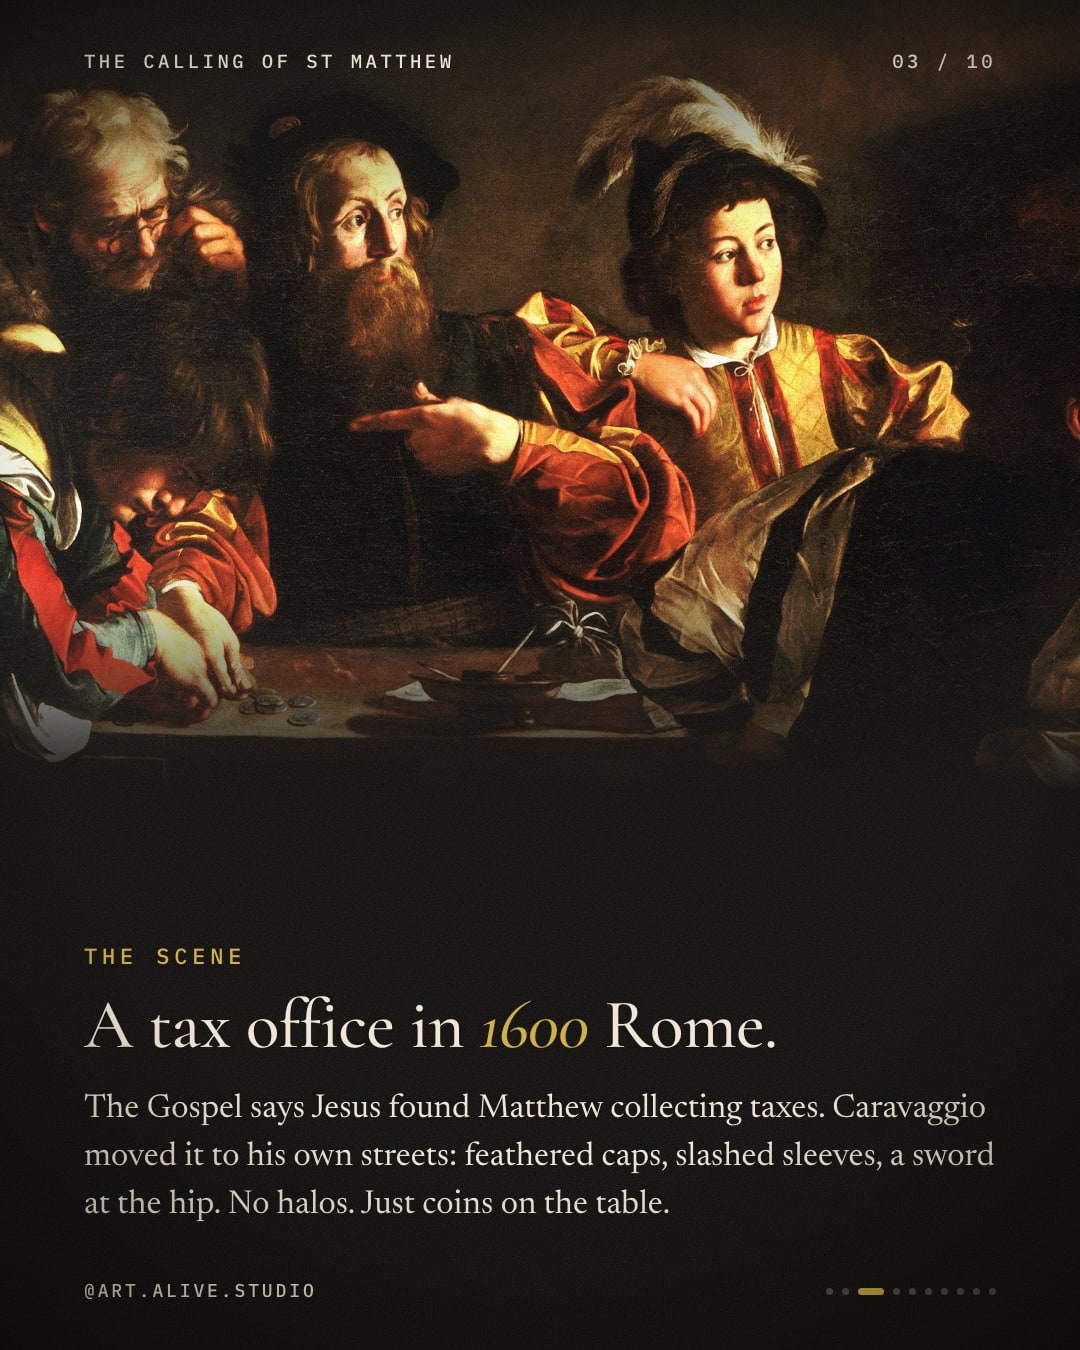 THE CALLING OF ST MATTHEW
03 / 10
THE SCENE
A tax office in 1600 Rome.
The Gospel says Jesus found Matthew collecting taxes. Caravaggio
moved it to his own streets: feathered caps, slashed sleeves, a sword
at the hip. No halos. Just coins on the table.
@ART.ALIVE.STUDIO